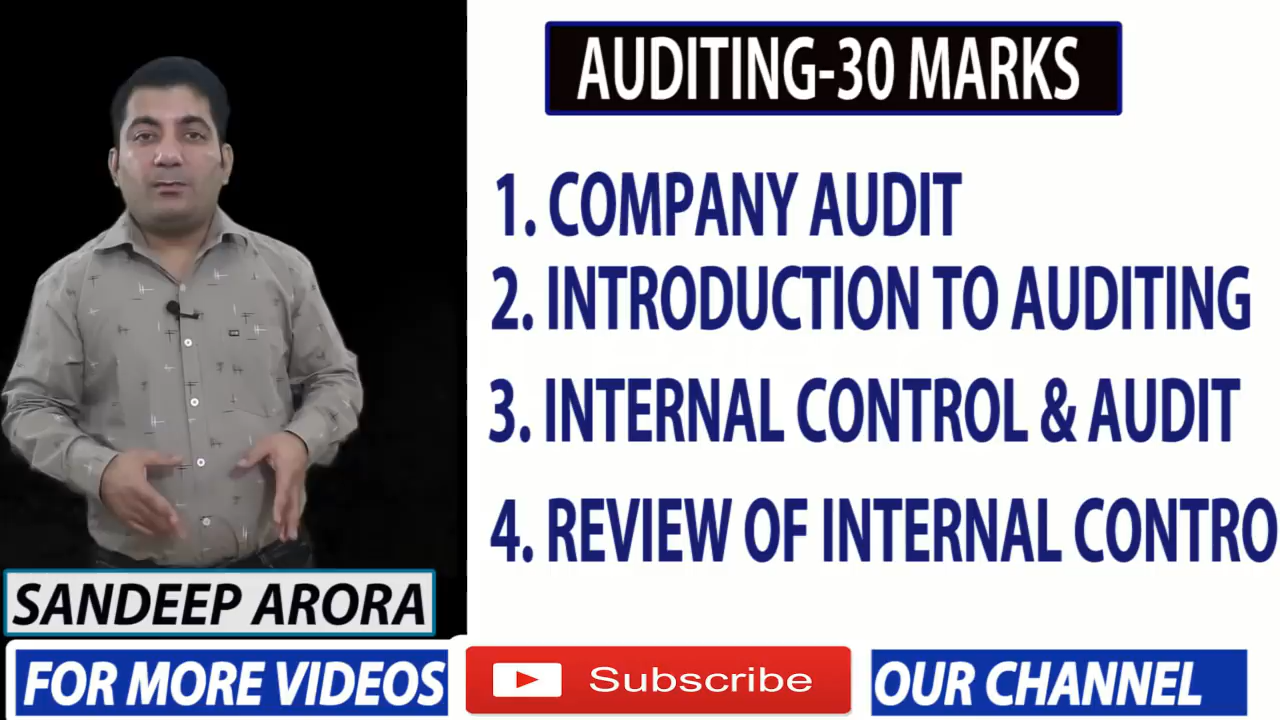 AUDITING-30 MARKS
1. COMPANY AUDIT
2. INTRODUCTION TO AUDITING
3. INTERNAL CONTROL & AUDIT
4. REVIEW OF INTERNAL CONTRO
SANDEEP ARORA
FOR MORE VIDEOS Subscribe OUR CHANNEL